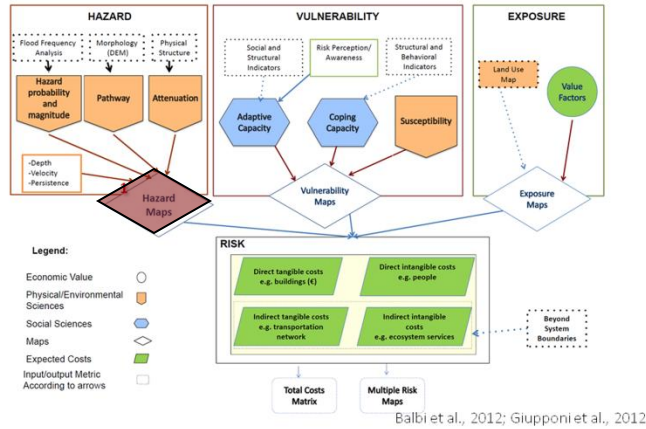 HAZARD
VULNERABILITY
EXPOSURE
Flood Frequency
Analysis
Morphology
(DEM)
Physical
Structure
Social and
Structural
Indicators
Risk Perception/
Awareness
Structural and
Behavioral
Indicators
Land Use
Map
Value
Factors
Hazard
probability and
magnitude
Pathway
Attenuation
Adaptive
Capacity
Coping
Capacity
Susceptibility
-Depth
-Velocity
-Persistence
Hazard
Maps
Vulnerability
Maps
Exposure
Maps
RISK
Direct tangible costs
e.g. buildings (€)
Direct intangible costs
e.g. people
Indirect tangible costs
e.g. transportation
network
Indirect intangible
costs
e.g. ecosystem services
Beyond
System
Boundaries
Legend:
Economic Value
Physical/Environmental
Sciences
Social Sciences
Maps
Expected Costs
Input/output Metric
According to arrows
Total Costs
Matrix
Multiple Risk
Maps
Balbi et al., 2012; Giupponi et al., 2012